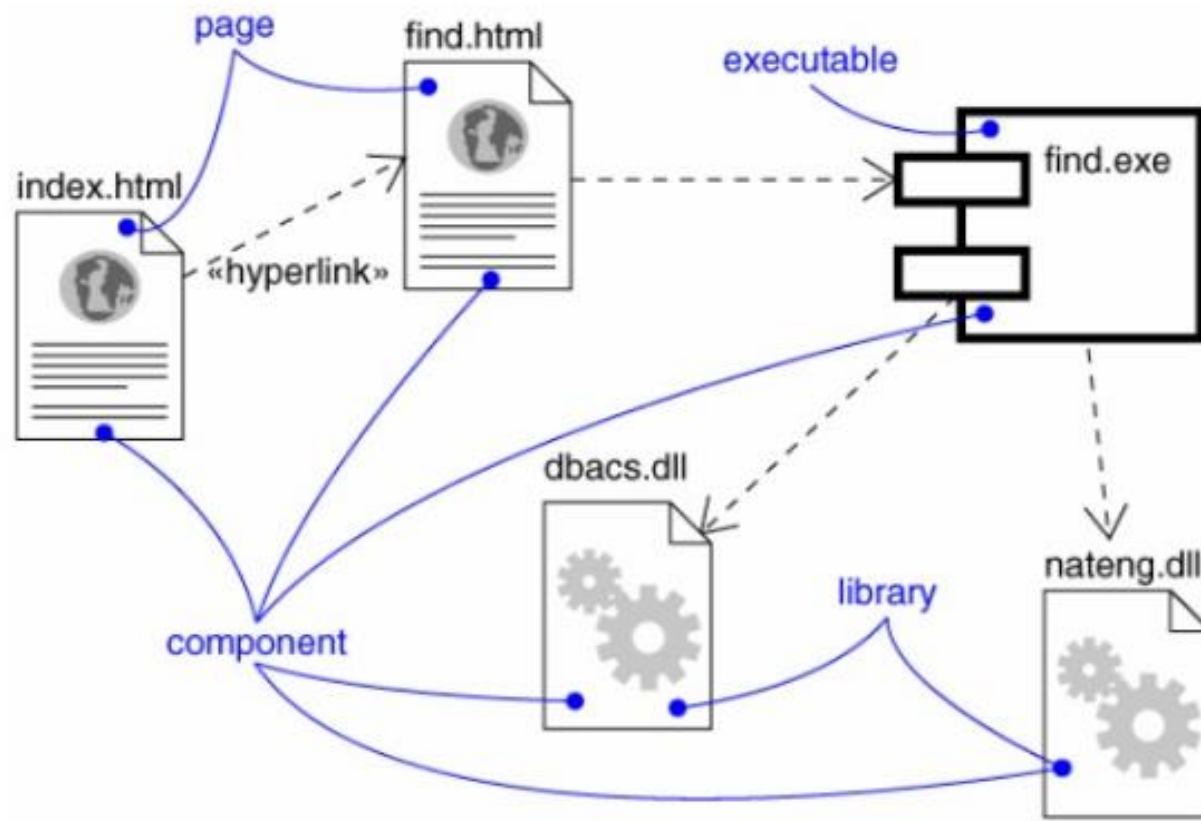 page
find.html
executable
find.exe
index.html
«hyperlink»
dbacs.dll
nateng.dll
library
component